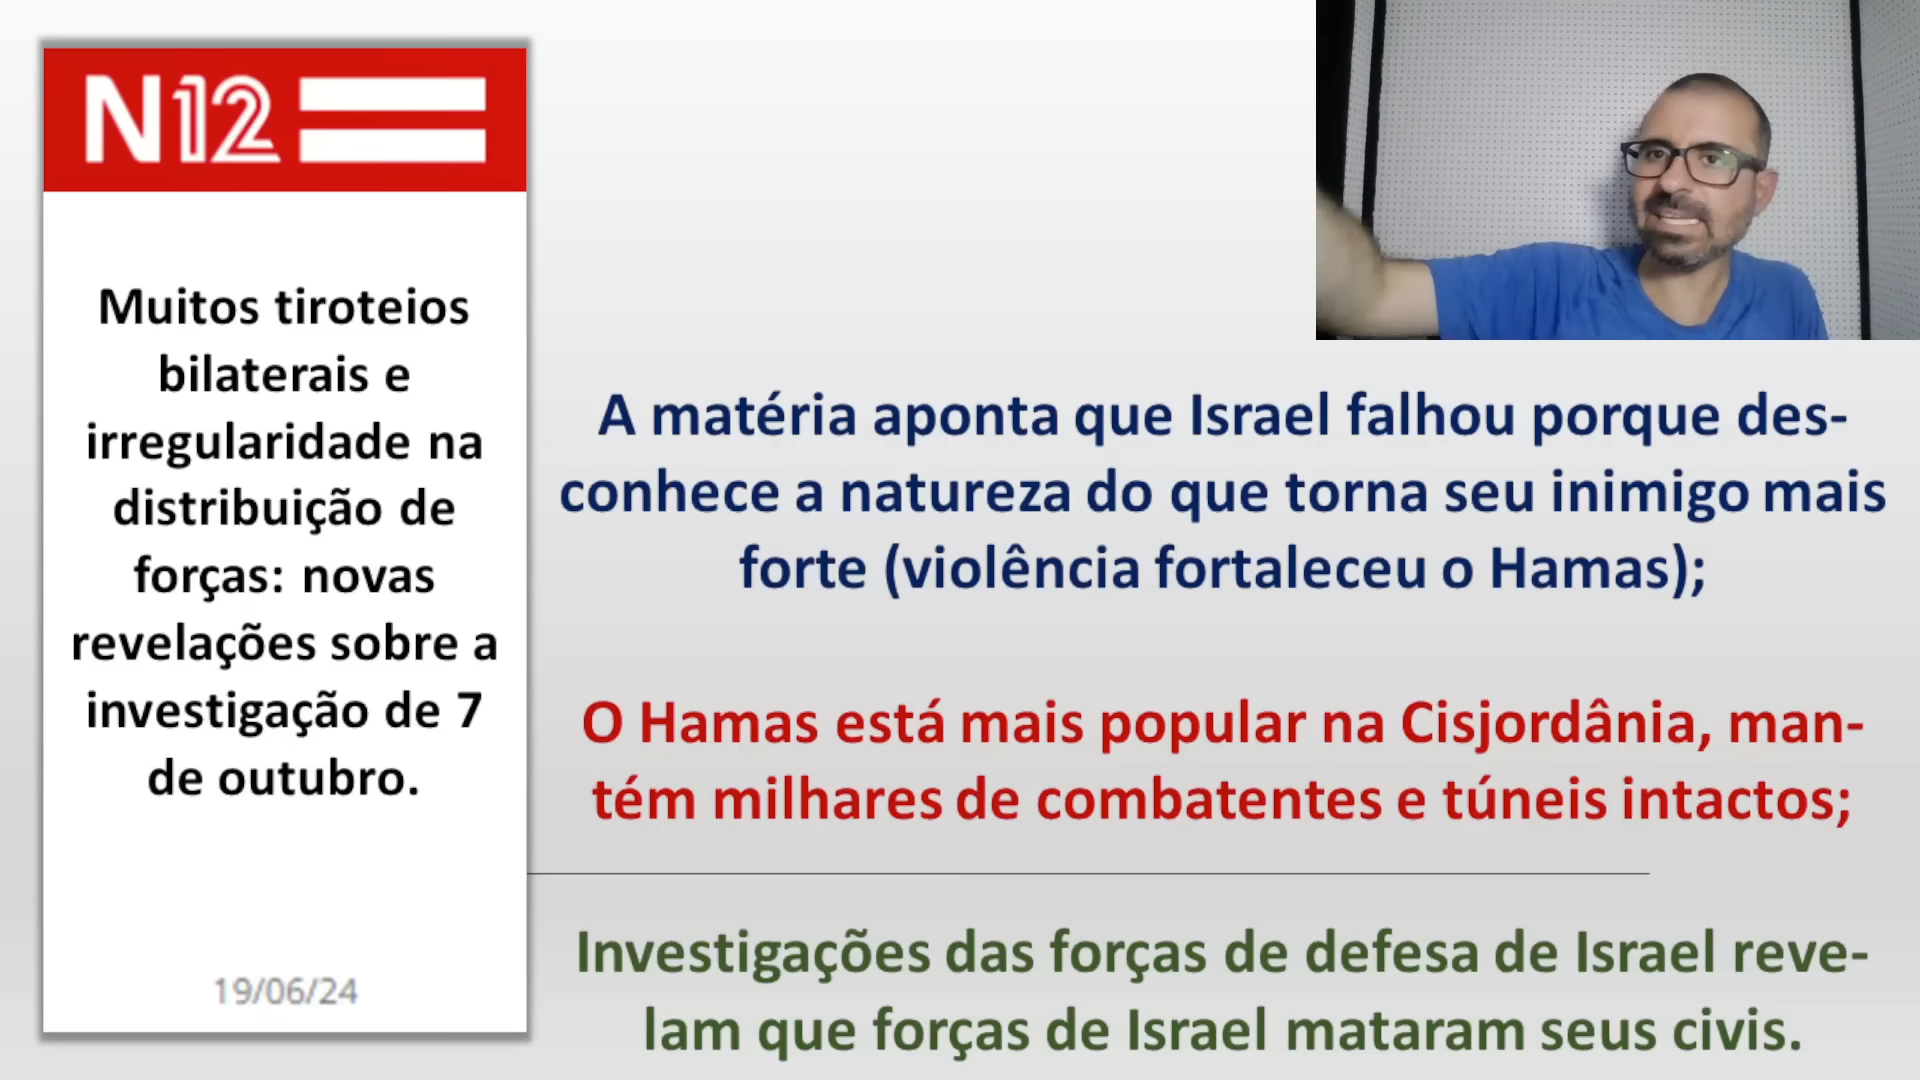 N12
Muitos tiroteios
bilaterais e
irregularidade na
distribuição de
forças: novas
revelações sobre a
investigação de 7
de outubro.
19/06/24
A matéria aponta que Israel falhou porque des-
conhece a natureza do que torna seu inimigo mais
forte (violência fortaleceu o Hamas);
O Hamas está mais popular na Cisjordânia, man-
tém milhares de combatentes e túneis intactos;
Investigações das forças de defesa de Israel reve-
lam que forças de Israel mataram seus civis.